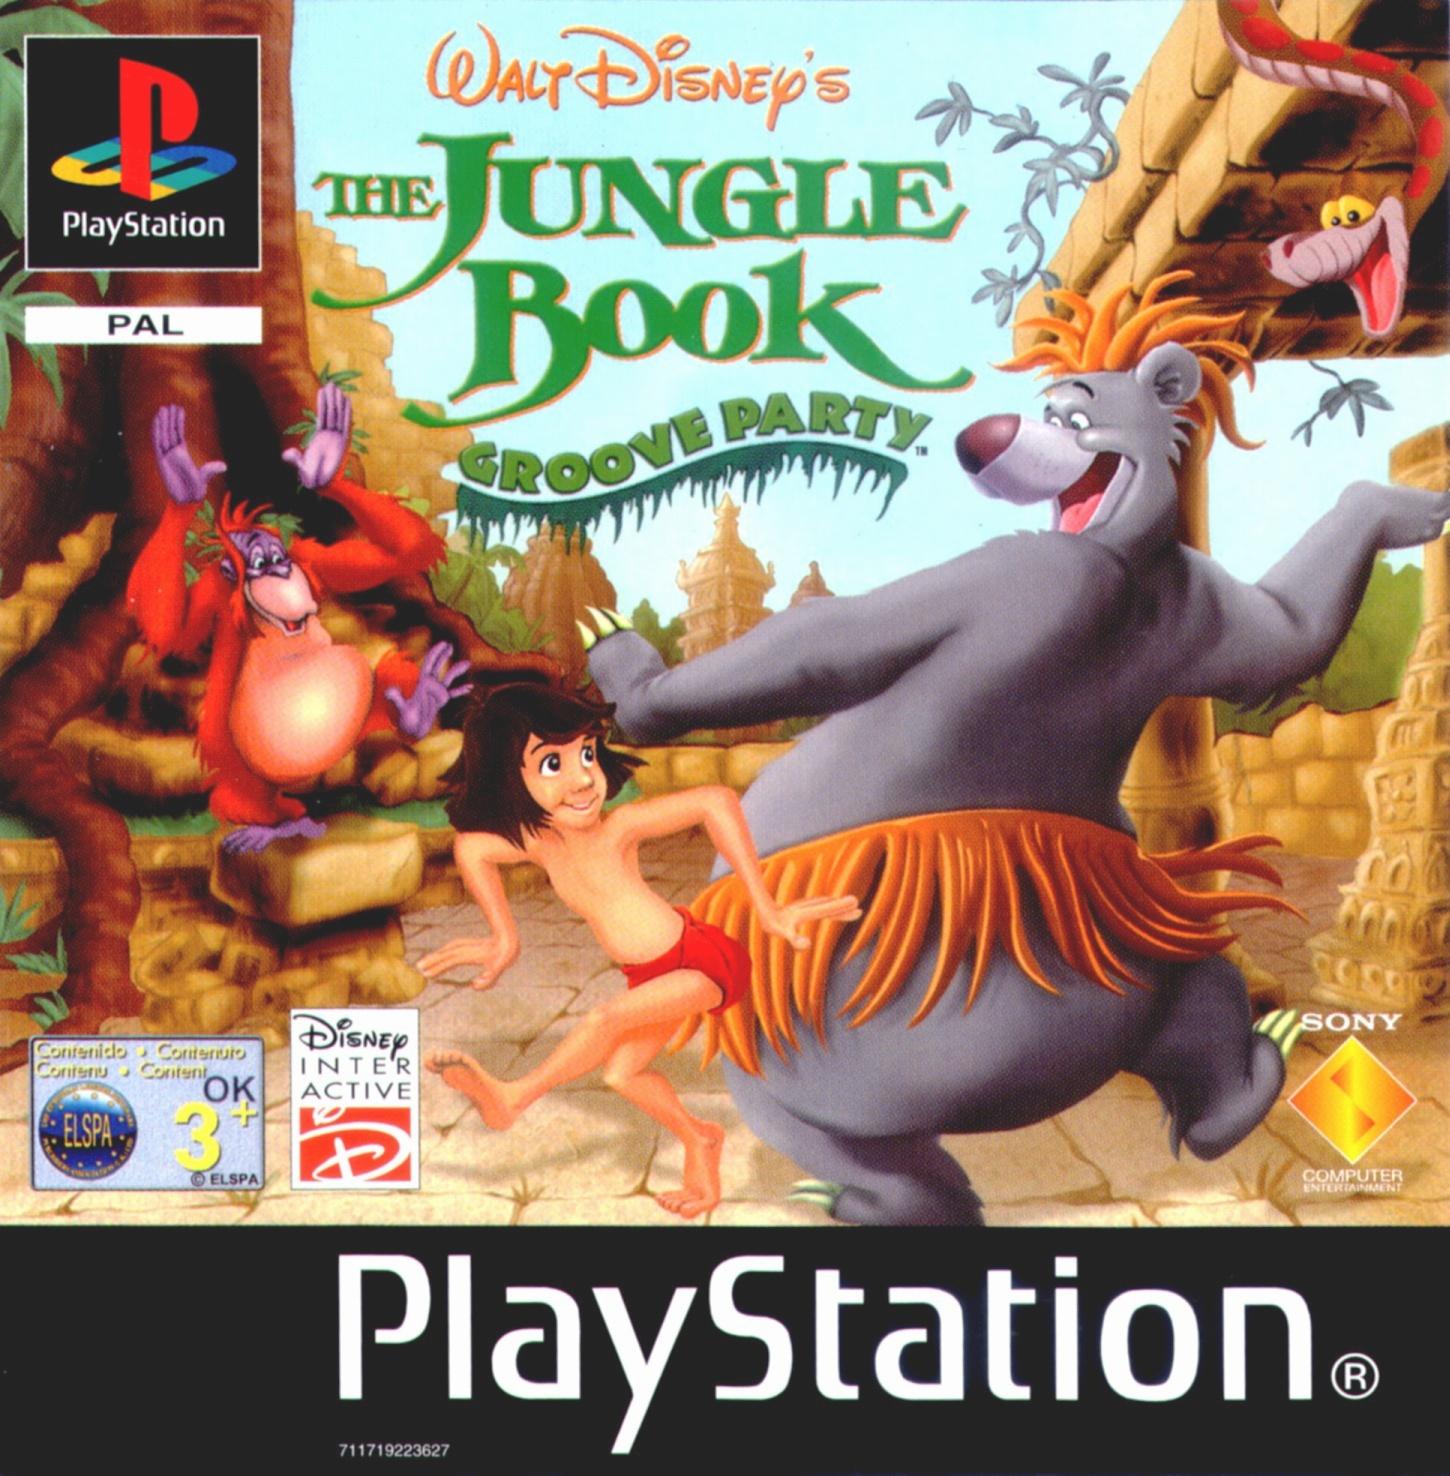 PlayStation
PAL
WALT DISNEY'S
THE JUNGLE
BOOK
GROOVE PARTY™
Contenido • Contenuto
Contenu • Content
OK
ELSPA
3+
© ELSPA
DISNEY
INTER
ACTIVE
SONY
COMPUTER
ENTERTAINMENT
PlayStation®
711719223627